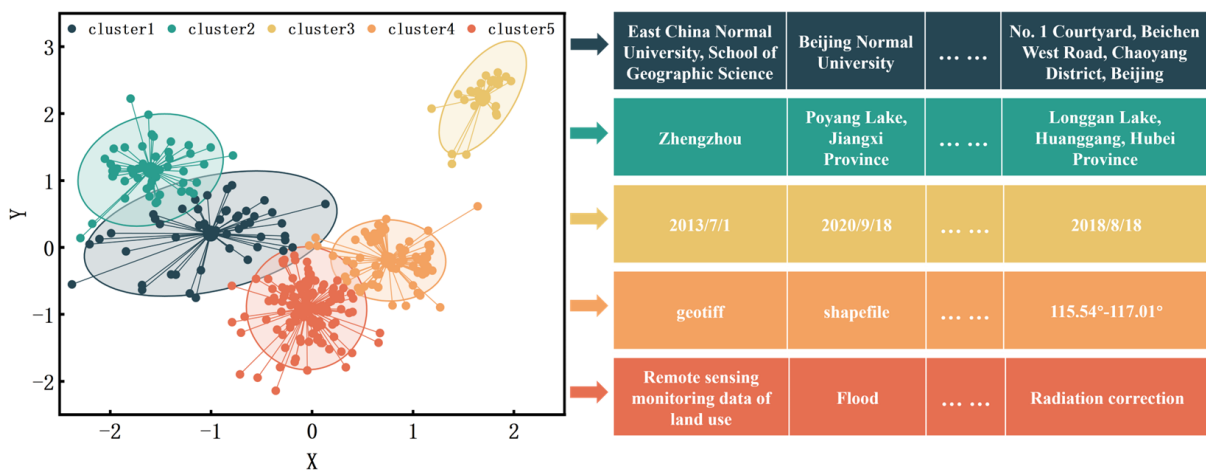 cluster1 cluster2 cluster3 cluster4 cluster5
3
2
1
0
−1
−2
Y
−2 −1 0 1 2
X
East China Normal
University, School of
Geographic Science
Beijing Normal
University
... ...
No. 1 Courtyard, Beichen
West Road, Chaoyang
District, Beijing
Zhengzhou
Poyang Lake,
Jiangxi
Province
... ...
Longgan Lake,
Huanggang, Hubei
Province
2013/7/1
2020/9/18
... ...
2018/8/18
geotiff
shapefile
... ...
115.54°-117.01°
Remote sensing
monitoring data of
land use
Flood
... ...
Radiation correction